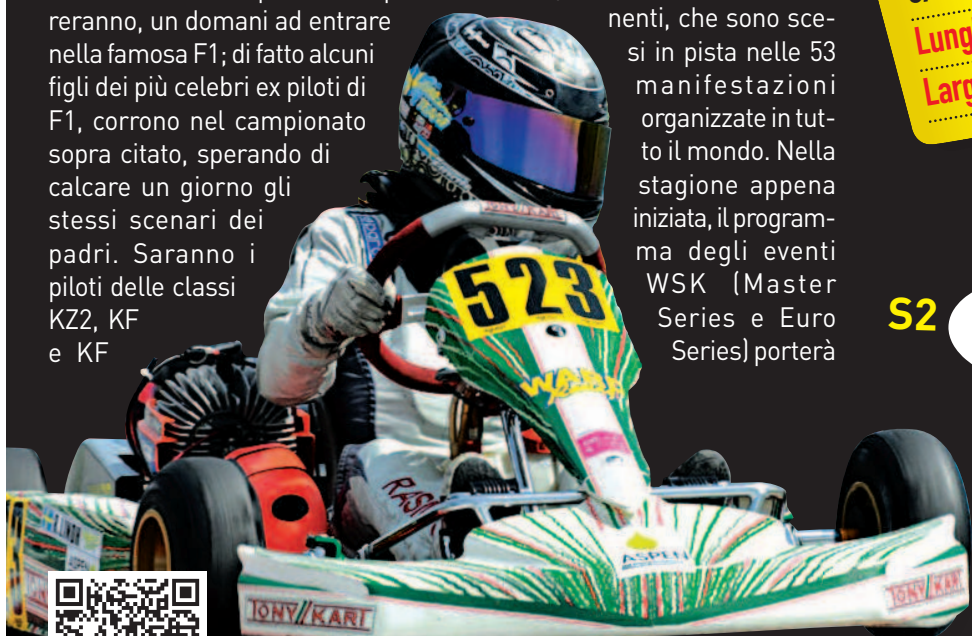 reranno, un domani ad entrare
nella famosa F1; di fatto alcuni
figli dei più celebri ex piloti di
F1, corrono nel campionato
sopra citato, sperando di
calcare un giorno gli
stessi scenari dei
padri. Saranno i
piloti delle classi
KZ2, KF
e KF
nenti, che sono sce-
si in pista nelle 53
manifestazioni
organizzate in tut-
to il mondo. Nella
stagione appena
iniziata, il program-
ma degli eventi
WSK (Master
Series e Euro
Series) porterà
Lung
Larg
S2
523
WARP
ASPEN
TONY//KART
TONY//KART